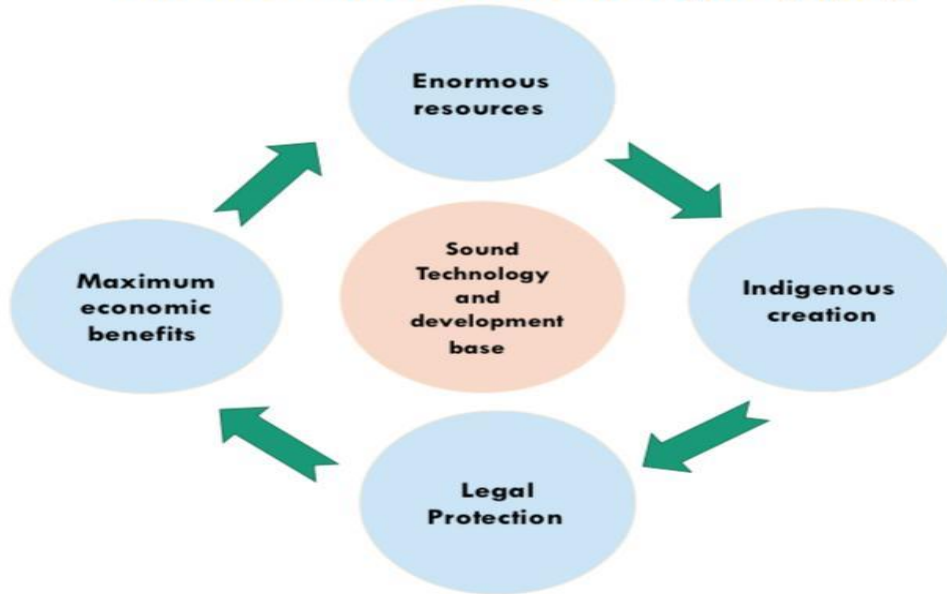 Enormous
resources
Sound
Technology
and
development
base
Maximum
economic
benefits
Indigenous
creation
Legal
Protection